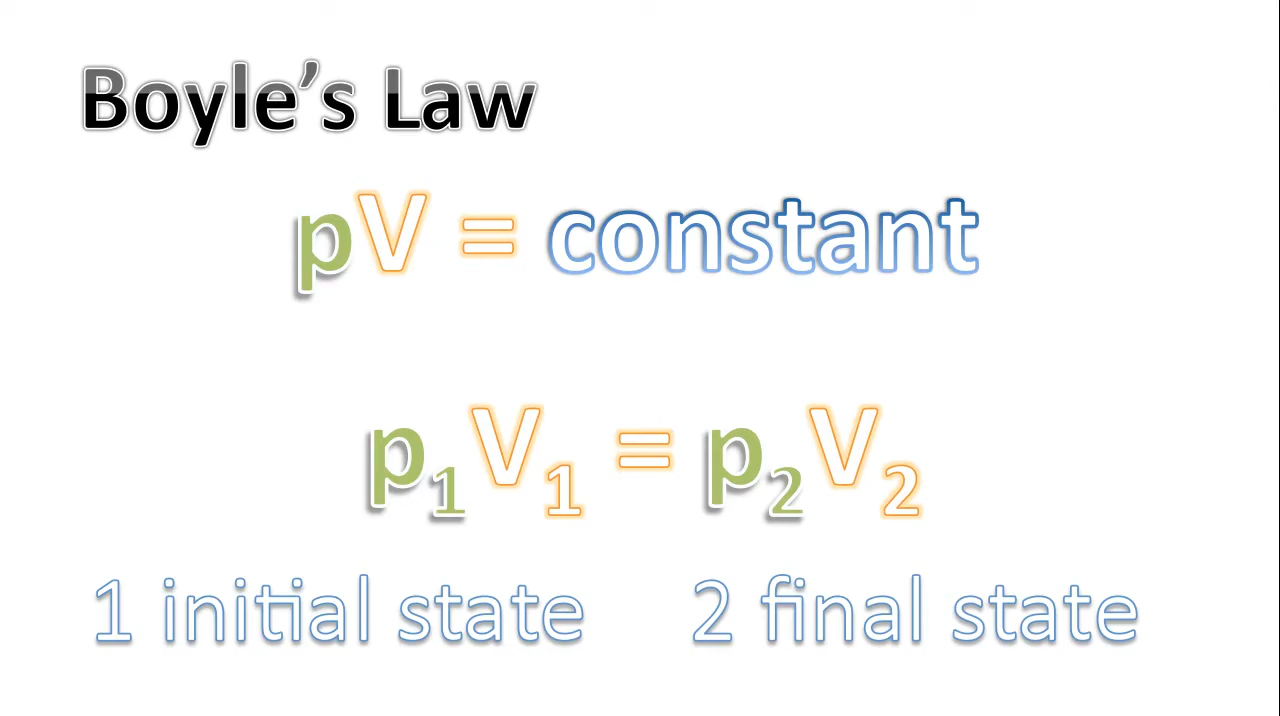 Boyle’s Law
pV = constant
p₁V₁ = p₂V₂
1 initial state 2 final state